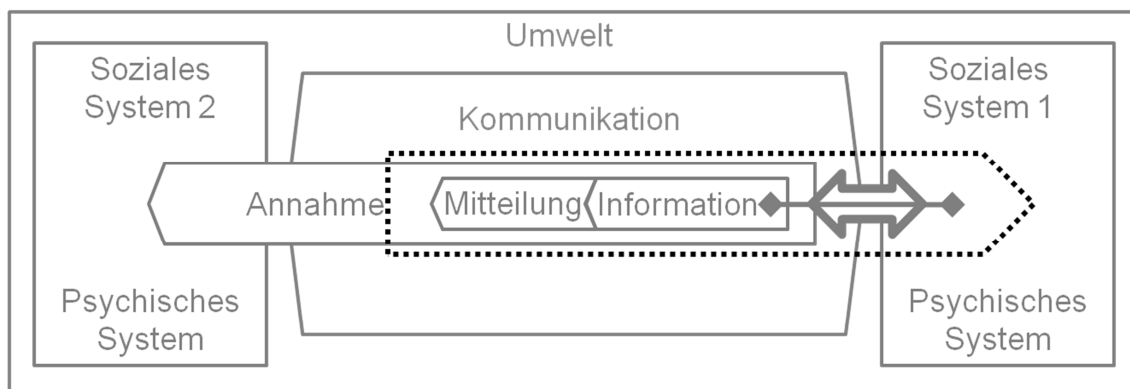 Umwelt
Soziales
System 2
Soziales
System 1
Kommunikation
Annahme
Mitteilung
Information
Psychisches
System
Psychisches
System